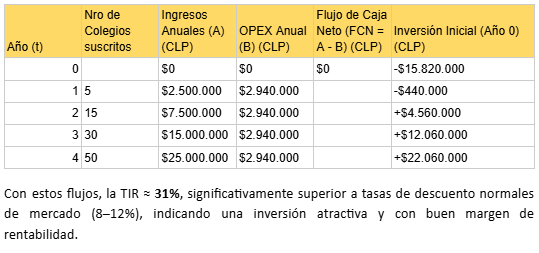 Año (t) Nro de Colegios suscritos Ingresos Anuales (A) (CLP) OPEX Anual (B) (CLP) Flujo de Caja Neto (FCN = A - B) (CLP) Inversión Inicial (Año 0) (CLP)
0 $0 $0 $0 -$15.820.000
1 5 $2.500.000 $2.940.000 -$440.000
2 15 $7.500.000 $2.940.000 +$4.560.000
3 30 $15.000.000 $2.940.000 +$12.060.000
4 50 $25.000.000 $2.940.000 +$22.060.000
Con estos flujos, la TIR ≈ 31%, significativamente superior a tasas de descuento normales
de mercado (8–12%), indicando una inversión atractiva y con buen margen de
rentabilidad.